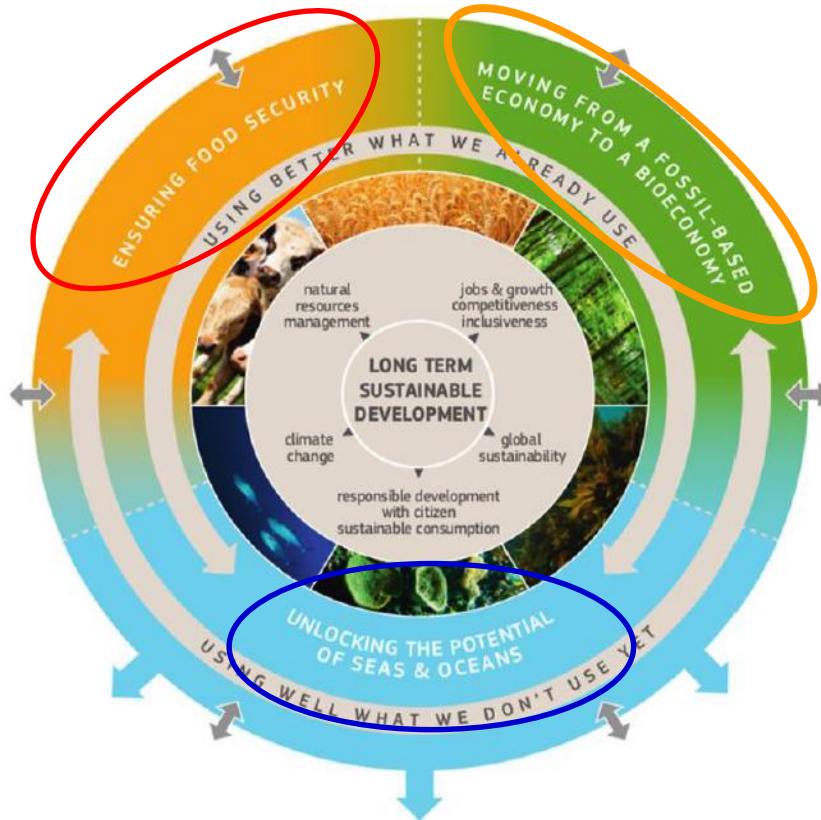 ENSURING FOOD SECURITY
MOVING FROM A FOSSIL-BASED
ECONOMY TO A BIOECONOMY
USING BETTER WHAT WE ALREADY USE
natural
resources
management
jobs & growth
competitiveness
inclusiveness
LONG TERM
SUSTAINABLE
DEVELOPMENT
climate
change
global
sustainability
responsible development
with citizen
sustainable consumption
UNLOCKING THE POTENTIAL
OF SEAS & OCEANS
USING WELL WHAT WE DON'T USE YET